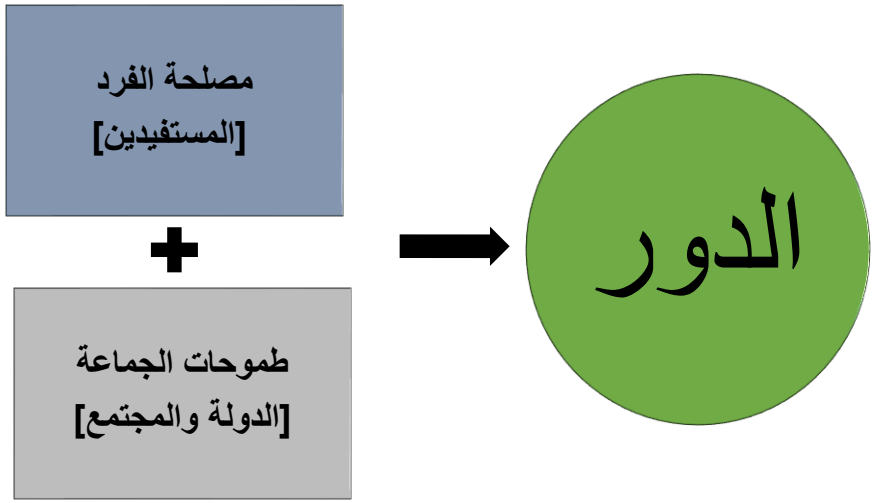 مصلحة الفرد
[المستفيدين]
طموحات الجماعة
[الدولة والمجتمع]
الدور